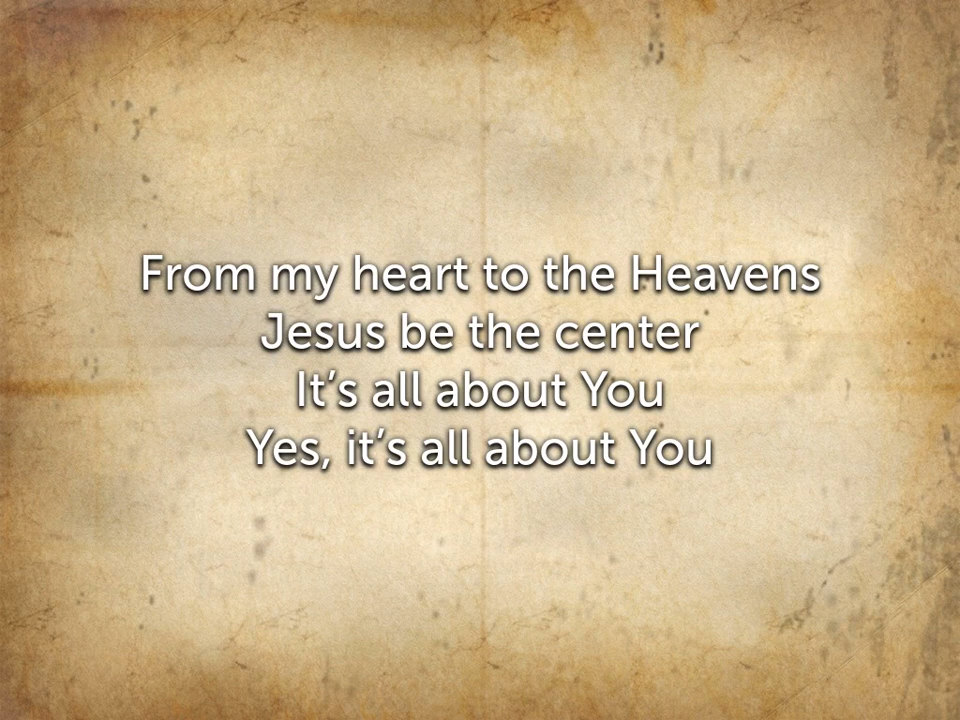 From my heart to the Heavens
Jesus be the center
It’s all about You
Yes, it’s all about You